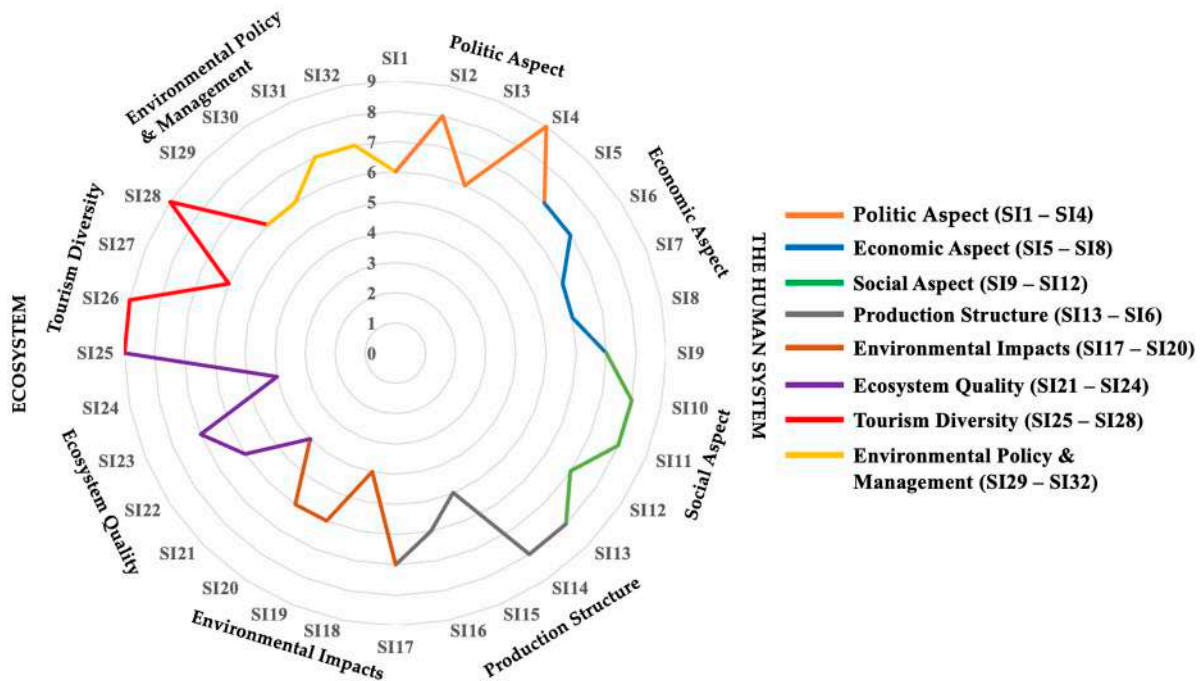 Environmental Policy
& Management
Politic Aspect
Economic Aspect
Social Aspect
Production Structure
Environmental Impacts
Ecosystem Quality
Tourism Diversity
ECOSYSTEM
THE HUMAN SYSTEM
SI1
SI2
SI3
SI4
SI5
SI6
SI7
SI8
SI9
SI10
SI11
SI12
SI13
SI14
SI15
SI16
SI17
SI18
SI19
SI20
SI21
SI22
SI23
SI24
SI25
SI26
SI27
SI28
SI29
SI30
SI31
SI32
9
8
7
6
5
4
3
2
1
0
Politic Aspect (SI1 – SI4)
Economic Aspect (SI5 – SI8)
Social Aspect (SI9 – SI12)
Production Structure (SI13 – SI6)
Environmental Impacts (SI17 – SI20)
Ecosystem Quality (SI21 – SI24)
Tourism Diversity (SI25 – SI28)
Environmental Policy &
Management (SI29 – SI32)